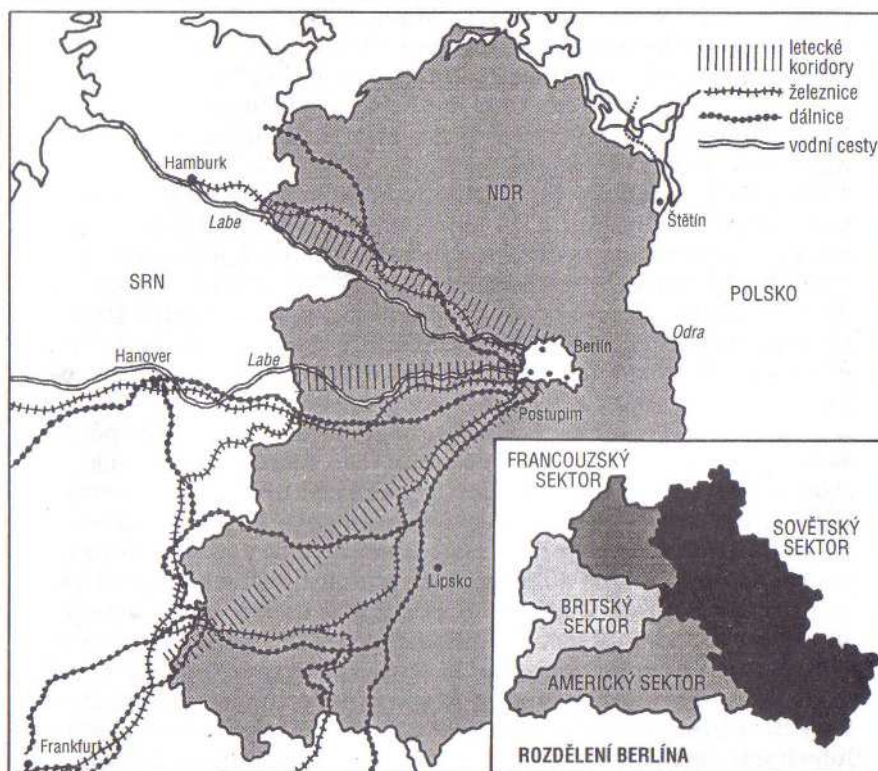 letecké
koridory
železnice
dálnice
vodní cesty
Hamburk
Labe
NDR
Štětín
SRN
POLSKO
Odra
Berlín
Hanover
Labe
Postupim
Lipsko
Frankfurt
FRANCOUZSKÝ
SEKTOR
SOVĚTSKÝ
SEKTOR
BRITSKÝ
SEKTOR
AMERICKÝ SEKTOR
ROZDĚLENÍ BERLÍNA